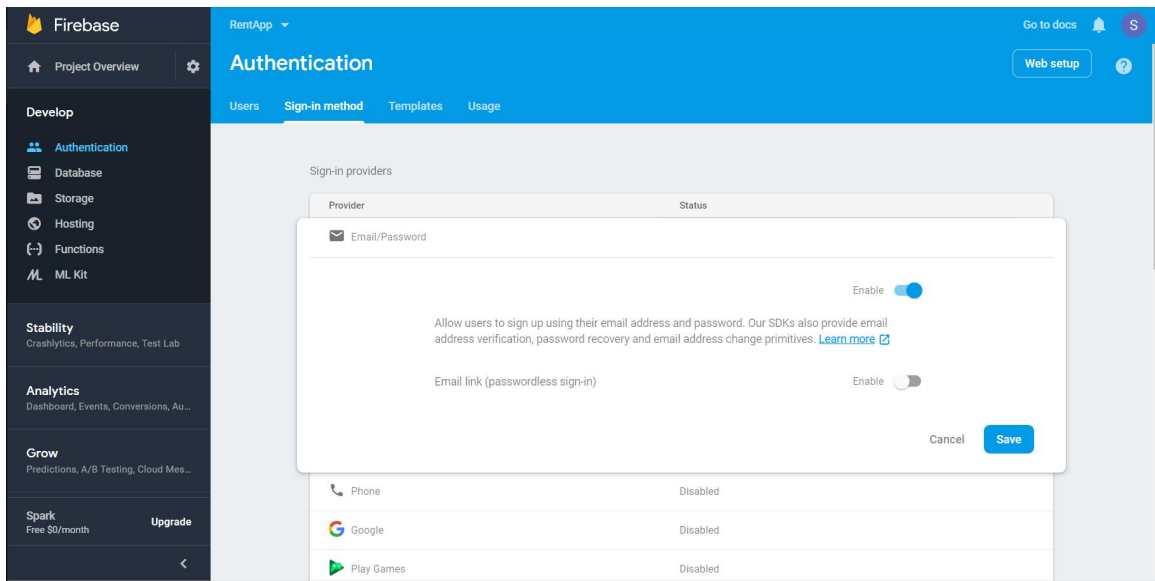 Firebase
Project Overview
Develop
Authentication
Database
Storage
Hosting
Functions
ML Kit
Stability
Crashlytics, Performance, Test Lab
Analytics
Dashboard, Events, Conversions, Au...
Grow
Predictions, A/B Testing, Cloud Mes...
Spark
Free $0/month
Upgrade
RentApp
Go to docs
S
Authentication
Web setup
?
Users Sign-in method Templates Usage
Sign-in providers
Provider Status
Email/Password
Enable
Allow users to sign up using their email address and password. Our SDKs also provide email
address verification, password recovery and email address change primitives. Learn more
Email link (passwordless sign-in) Enable
Cancel Save
Phone Disabled
Google Disabled
Play Games Disabled